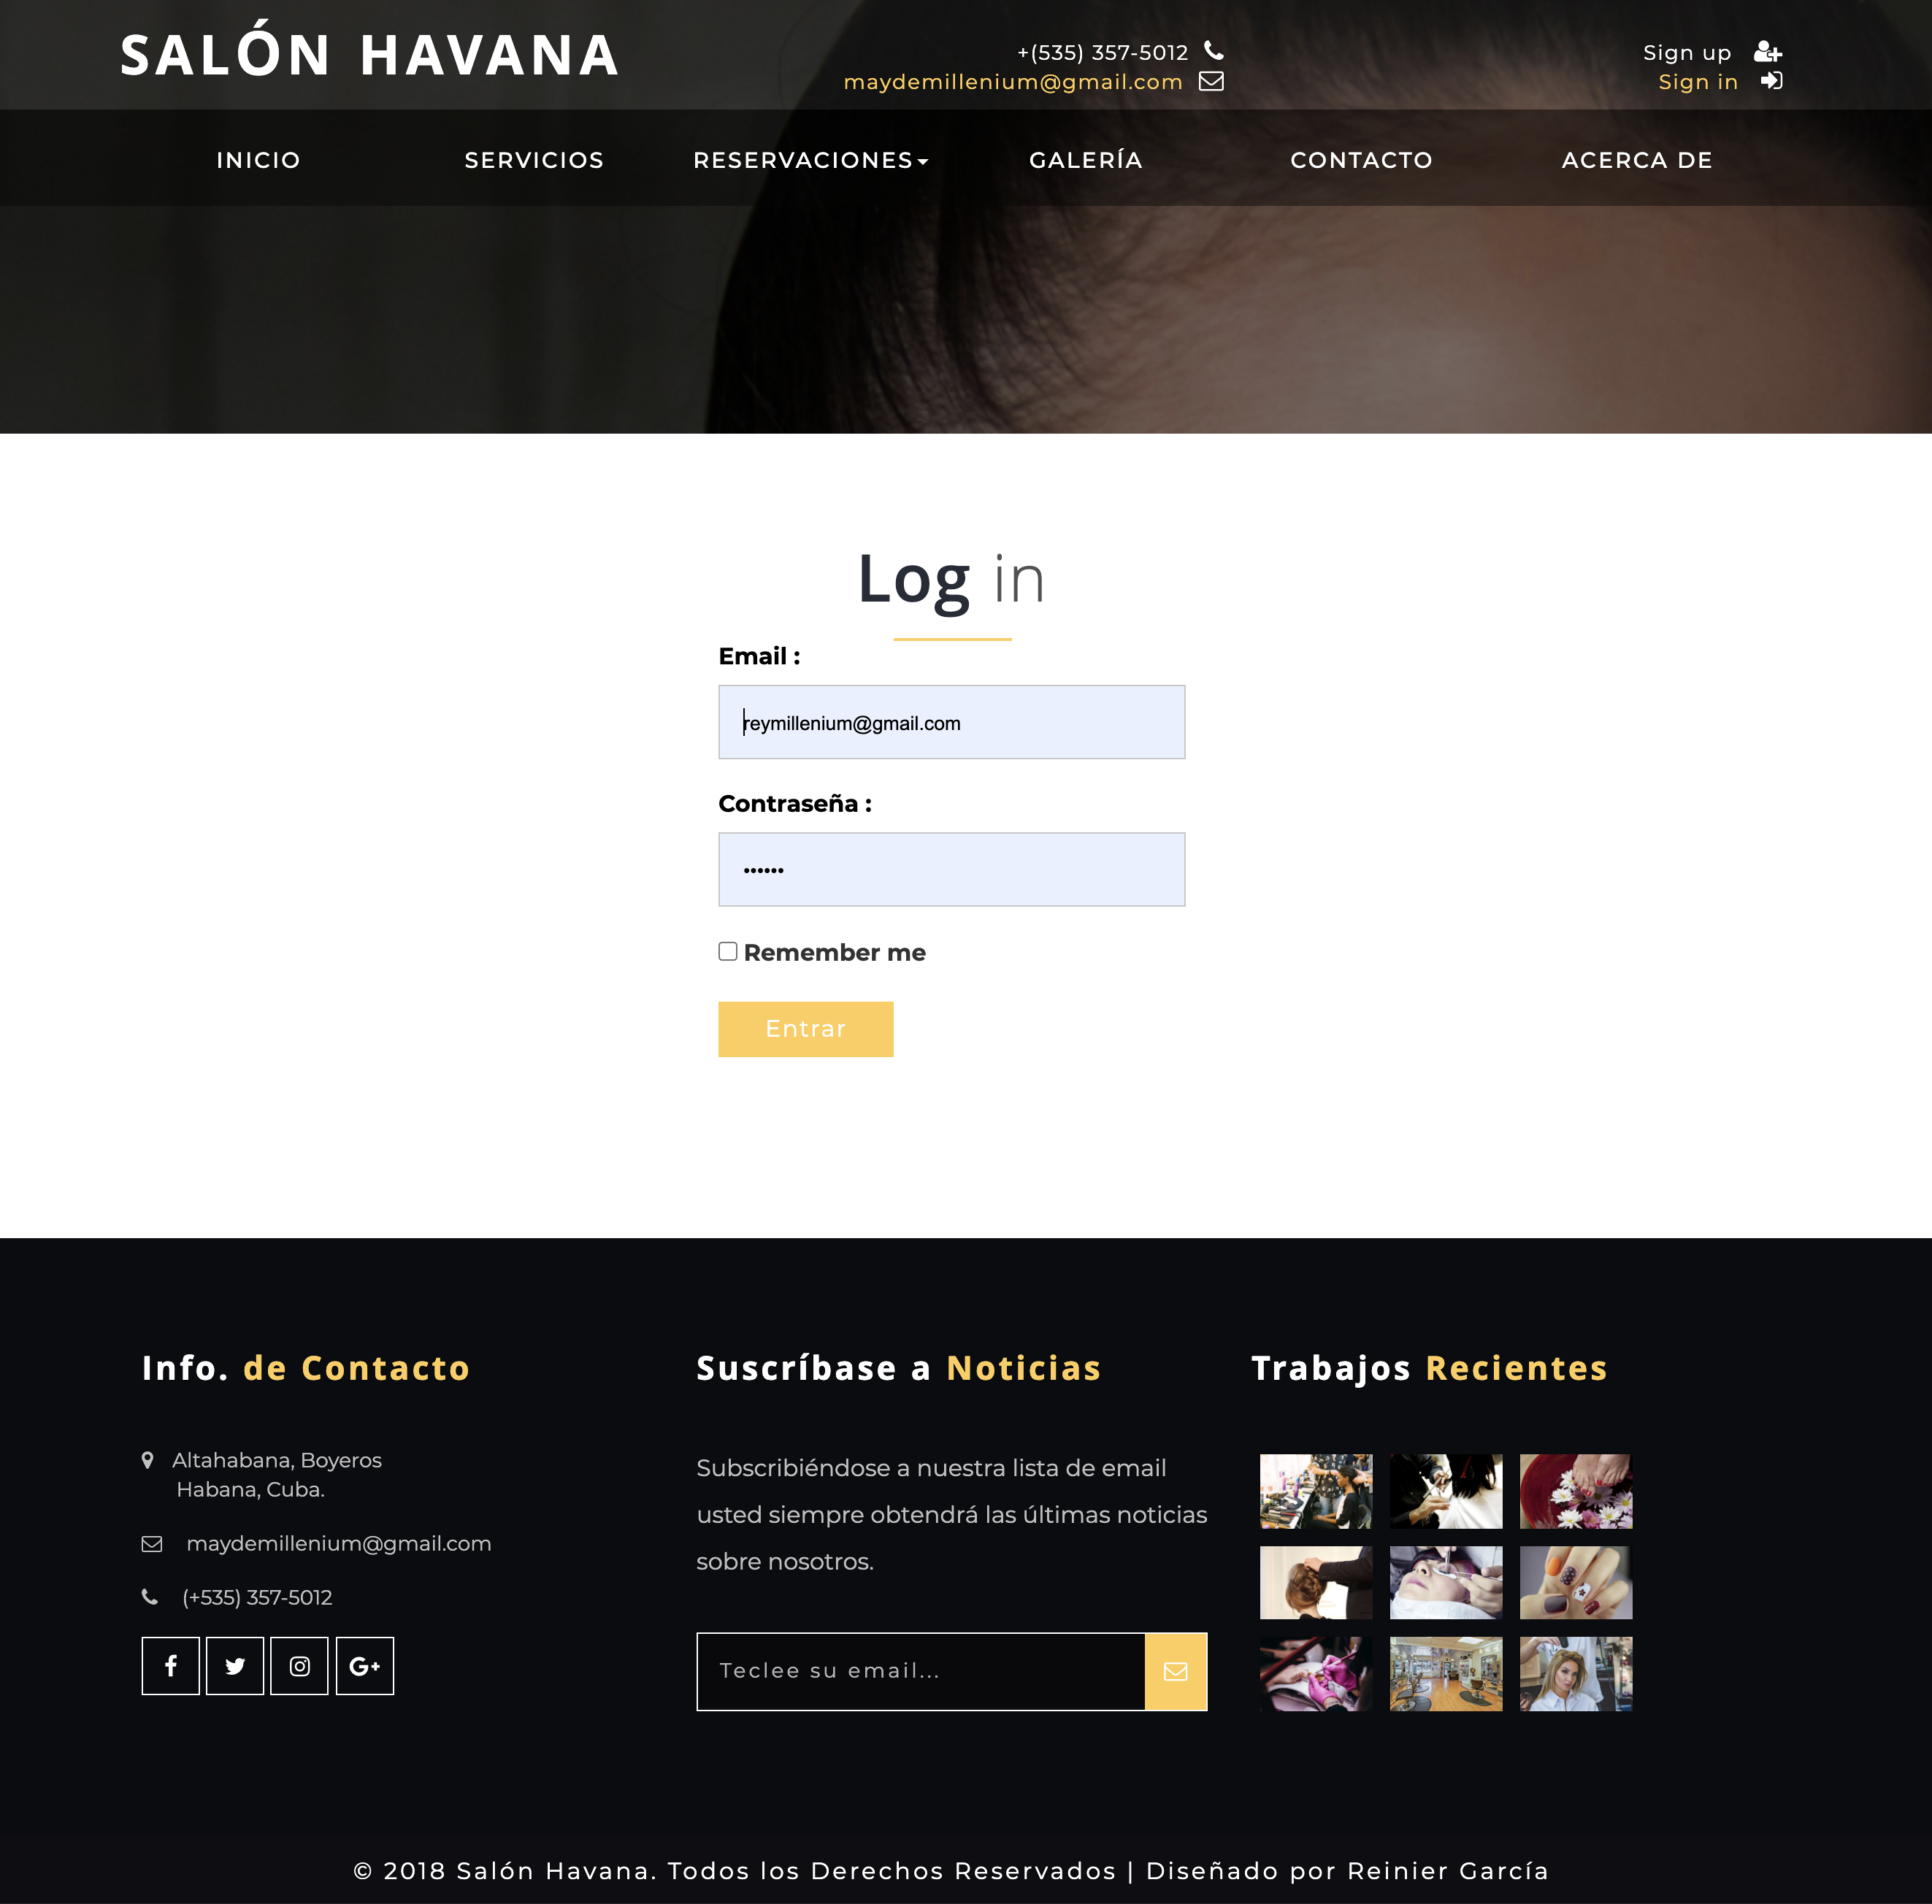 SALÓN HAVANA
+(535) 357-5012
maydemillenium@gmail.com
Sign up
Sign in
INICIO SERVICIOS RESERVACIONES GALERÍA CONTACTO ACERCA DE
Log in
Email :
reymillenium@gmail.com
Contraseña :
••••••
Remember me
Entrar
Info. de Contacto
Altahabana, Boyeros
Habana, Cuba.
maydemillenium@gmail.com
(+535) 357-5012
G+
Suscríbase a Noticias
Subscribiéndose a nuestra lista de email
usted siempre obtendrá las últimas noticias
sobre nosotros.
Teclee su email...
Trabajos Recientes
© 2018 Salón Havana. Todos los Derechos Reservados | Diseñado por Reinier García